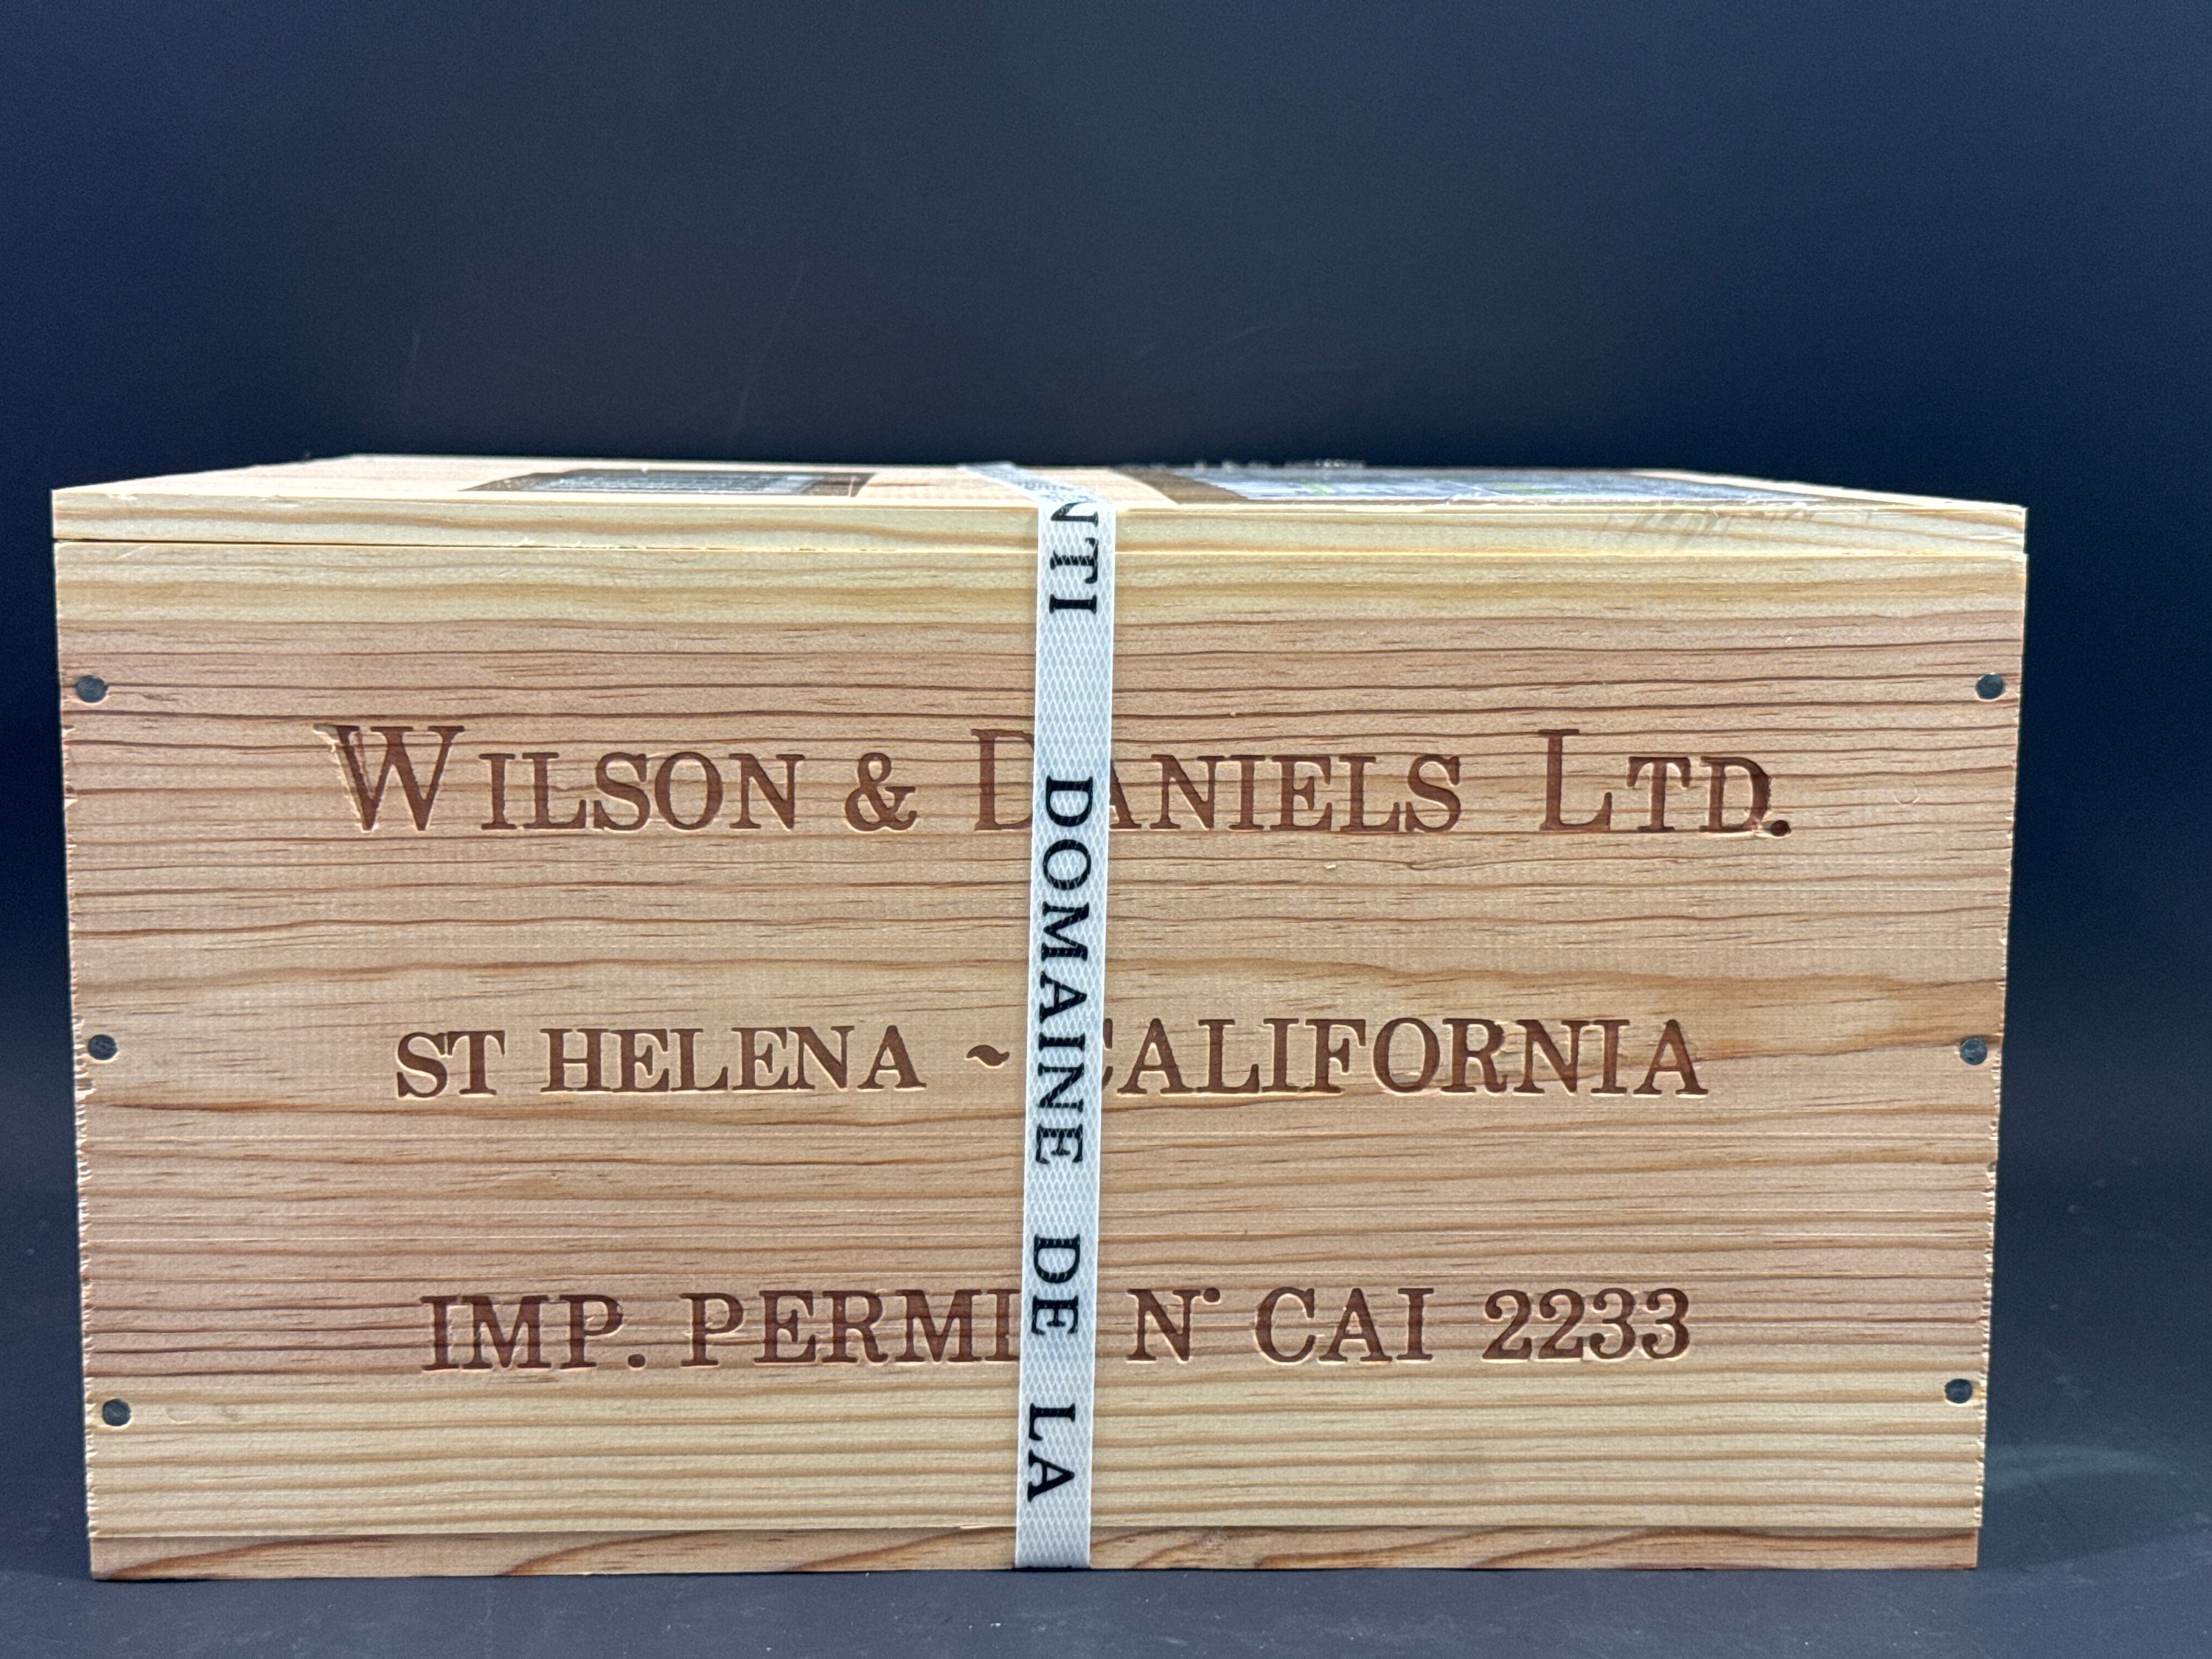 WILSON & DANIELS LTD.
ST HELENA ~ CALIFORNIA
IMP. PERMI N° CAI 2233
NTI DOMAINE DE LA